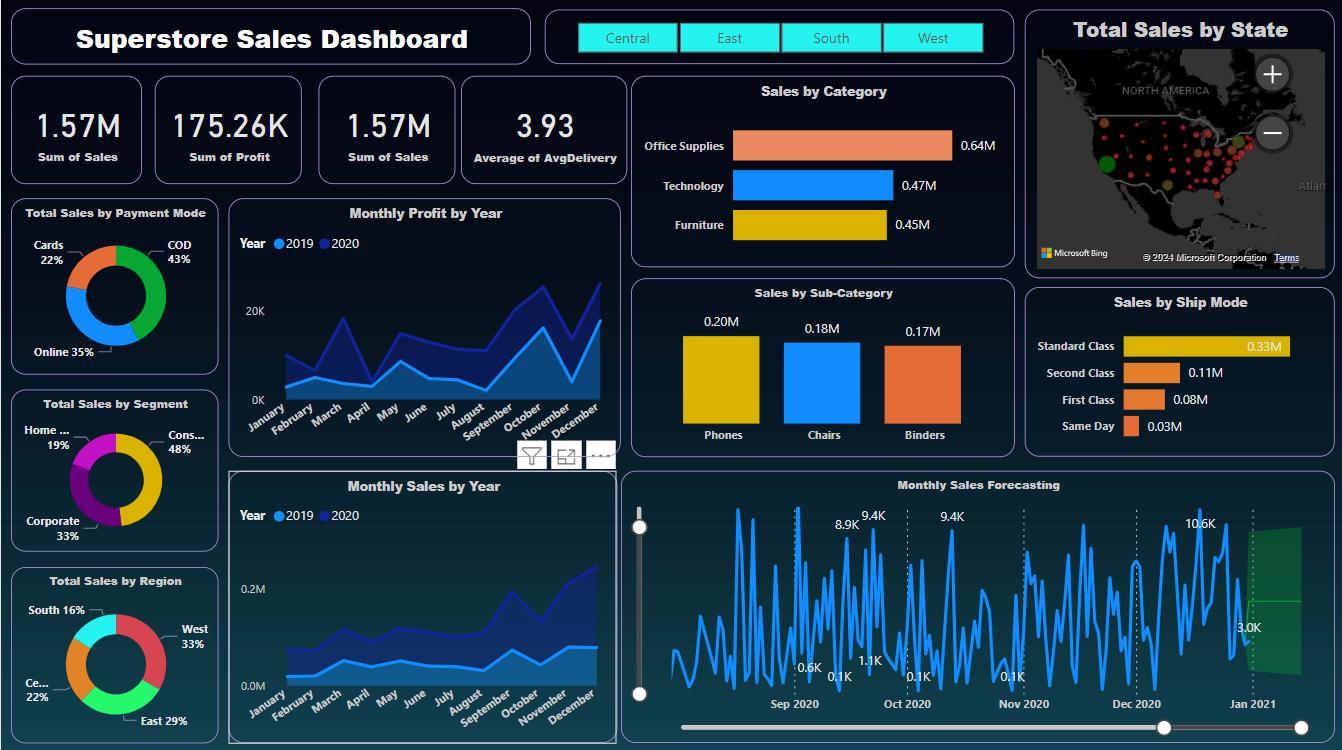 Superstore Sales Dashboard
Central East South West
Total Sales by State
NORTH AMERICA
+
−
Atlan
Microsoft Bing
© 2024 Microsoft Corporation Terms
1.57M
Sum of Sales
175.26K
Sum of Profit
1.57M
Sum of Sales
3.93
Average of AvgDelivery
Sales by Category
Office Supplies 0.64M
Technology 0.47M
Furniture 0.45M
Total Sales by Payment Mode
Cards
22%
COD
43%
Online 35%
Monthly Profit by Year
Year 2019 2020
20K
0K
January February March April May June July August September October November December
Sales by Sub-Category
0.20M 0.18M 0.17M
Phones Chairs Binders
Sales by Ship Mode
Standard Class 0.33M
Second Class 0.11M
First Class 0.08M
Same Day 0.03M
Total Sales by Segment
Home ...
19%
Cons...
48%
Corporate
33%
Monthly Sales by Year
Year 2019 2020
0.2M
0.0M
January February March April May June July August September October November December
Monthly Sales Forecasting
8.9K 9.4K 9.4K 10.6K
3.0K
0.6K 0.1K 1.1K 0.1K 0.1K
Sep 2020 Oct 2020 Nov 2020 Dec 2020 Jan 2021
Total Sales by Region
South 16%
West
33%
Ce...
22%
East 29%